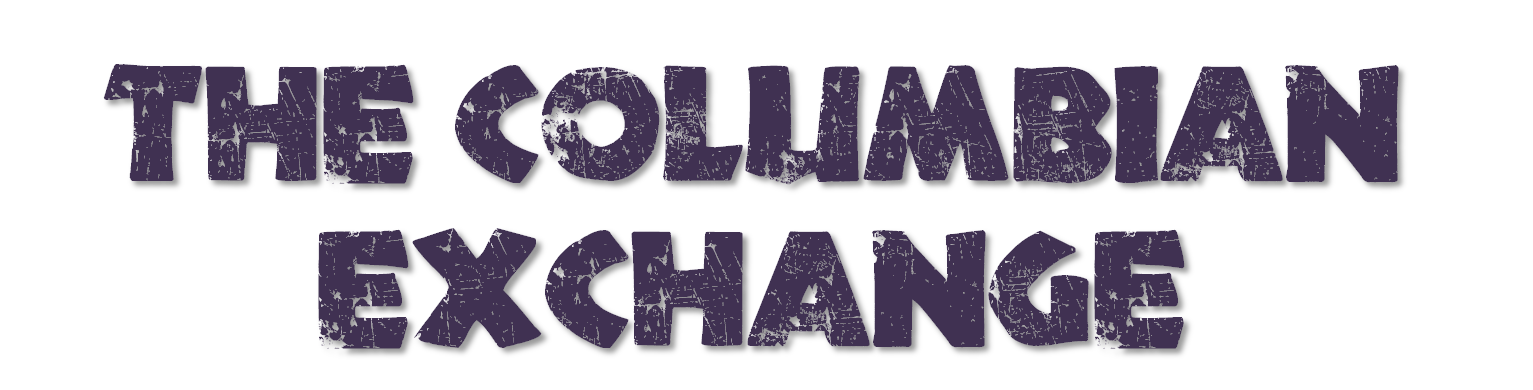 THE COLUMBIAN
EXCHANGE